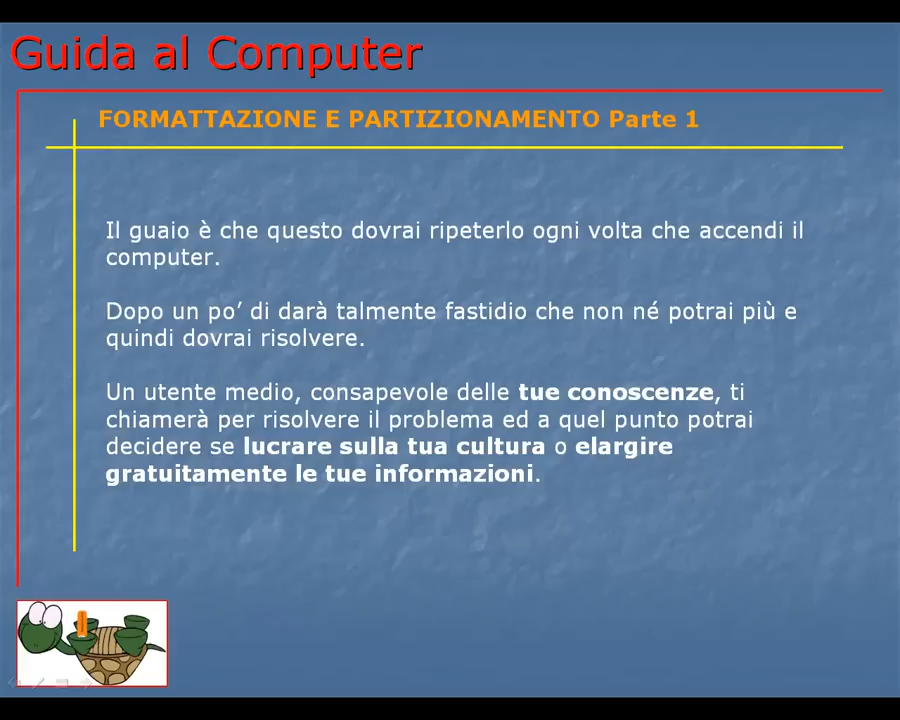 Guida al Computer
FORMATTAZIONE E PARTIZIONAMENTO Parte 1
Il guaio è che questo dovrai ripeterlo ogni volta che accendi il
computer.
Dopo un po’ di darà talmente fastidio che non né potrai più e
quindi dovrai risolvere.
Un utente medio, consapevole delle tue conoscenze, ti
chiamerà per risolvere il problema ed a quel punto potrai
decidere se lucrare sulla tua cultura o elargire
gratuitamente le tue informazioni.